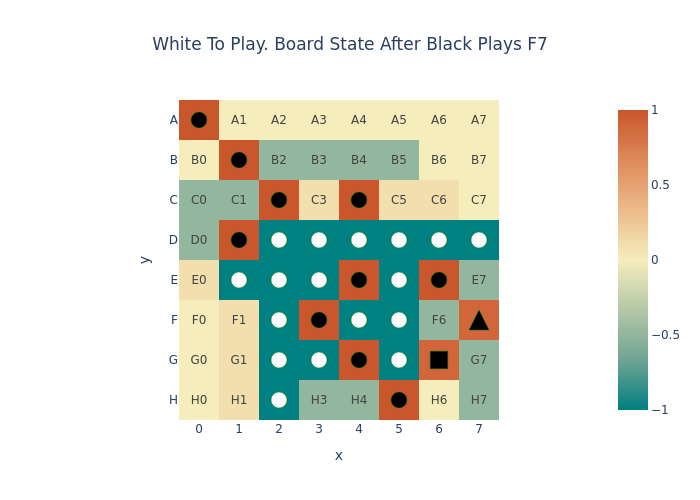 White To Play. Board State After Black Plays F7
A A1 A2 A3 A4 A5 A6 A7
B B0 B2 B3 B4 B5 B6 B7
C C0 C1 C3 C5 C6 C7
D D0
E E0 E7
F F0 F1 F6
G G0 G1 G7
H H0 H1 H3 H4 H6 H7
0 1 2 3 4 5 6 7
x
y
1
0.5
0
−0.5
−1